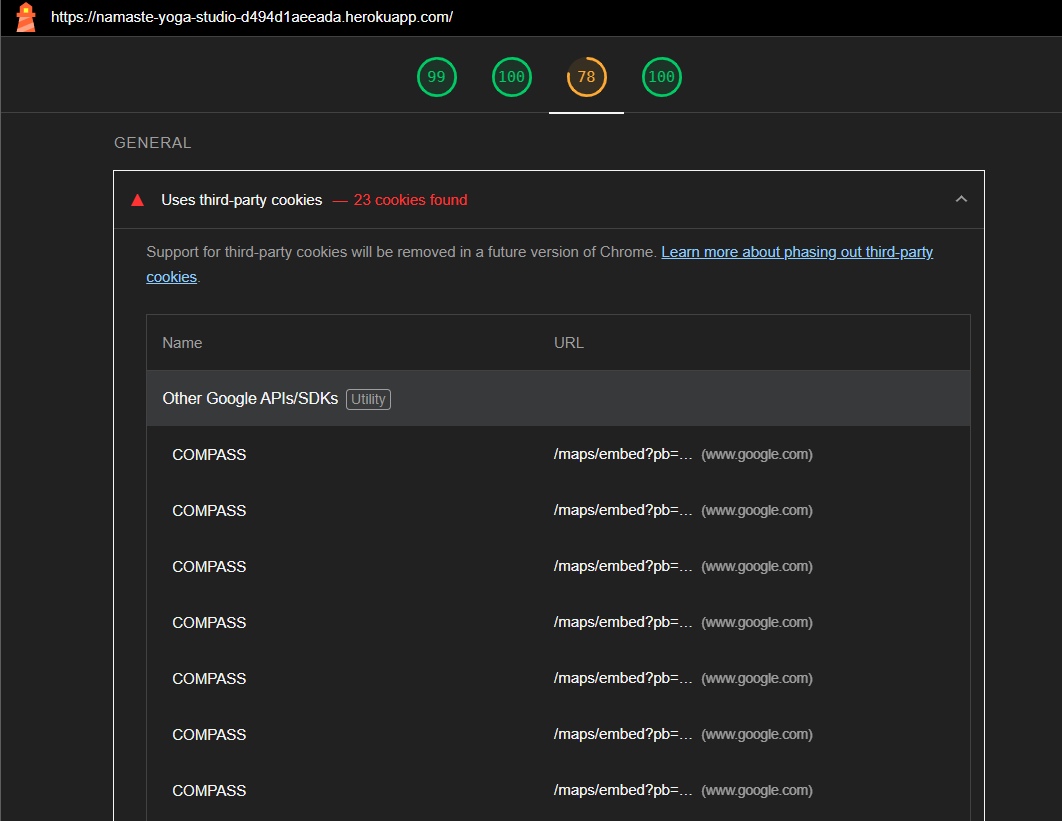 https://namaste-yoga-studio-d494d1aeeada.herokuapp.com/
99 100 78 100
GENERAL
Uses third-party cookies — 23 cookies found
Support for third-party cookies will be removed in a future version of Chrome. Learn more about phasing out third-party
cookies.
Name URL
Other Google APIs/SDKs Utility
COMPASS /maps/embed?pb=… (www.google.com)
COMPASS /maps/embed?pb=… (www.google.com)
COMPASS /maps/embed?pb=… (www.google.com)
COMPASS /maps/embed?pb=… (www.google.com)
COMPASS /maps/embed?pb=… (www.google.com)
COMPASS /maps/embed?pb=… (www.google.com)
COMPASS /maps/embed?pb=… (www.google.com)